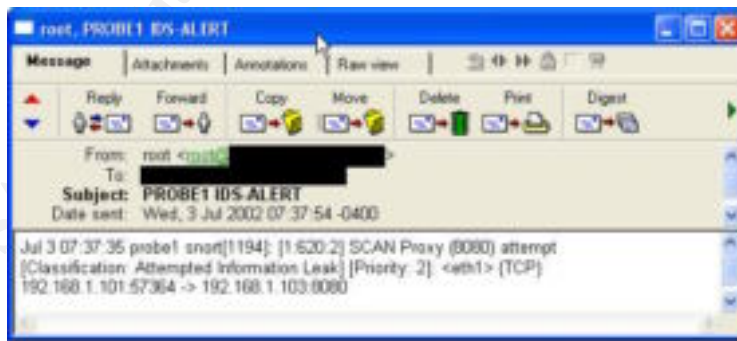 root, PROBE1 IDS-ALERT
Message Attachments Annotations Raw view
Reply Forward Copy Move Delete Print Digest
From: root <root@ >
To:
Subject: PROBE1 IDS-ALERT
Date sent: Wed, 3 Jul 2002 07:37:54 -0400
Jul 3 07:37:35 probe1 snort[1194]: [1:620:2] SCAN Proxy (8080) attempt
[Classification: Attempted Information Leak] [Priority: 2]: <eth1> {TCP}
192.168.1.101:57364 -> 192.168.1.103:8080